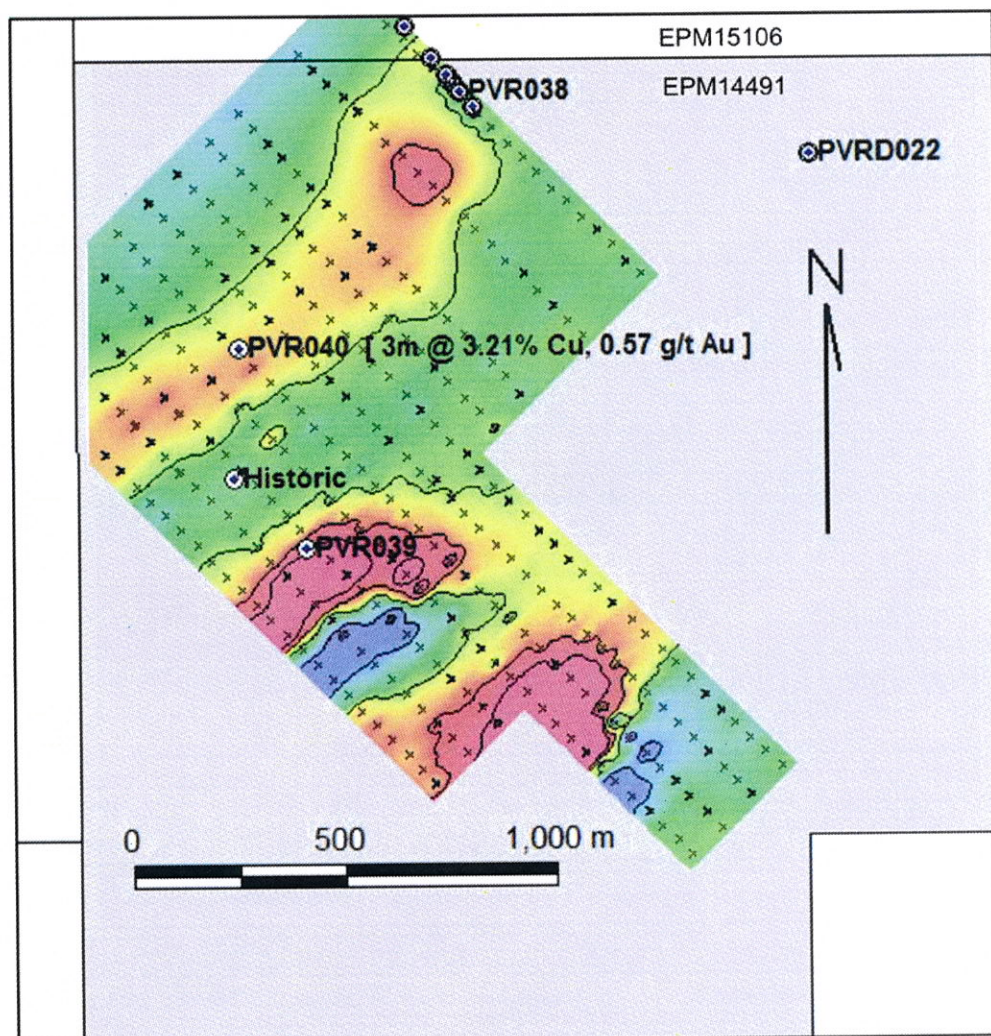 EPM15106
EPM14491
PVR038
PVRD022
N
PVR040 [ 3m @ 3.21% Cu, 0.57 g/t Au ]
Historic
PVR039
0 500 1,000 m